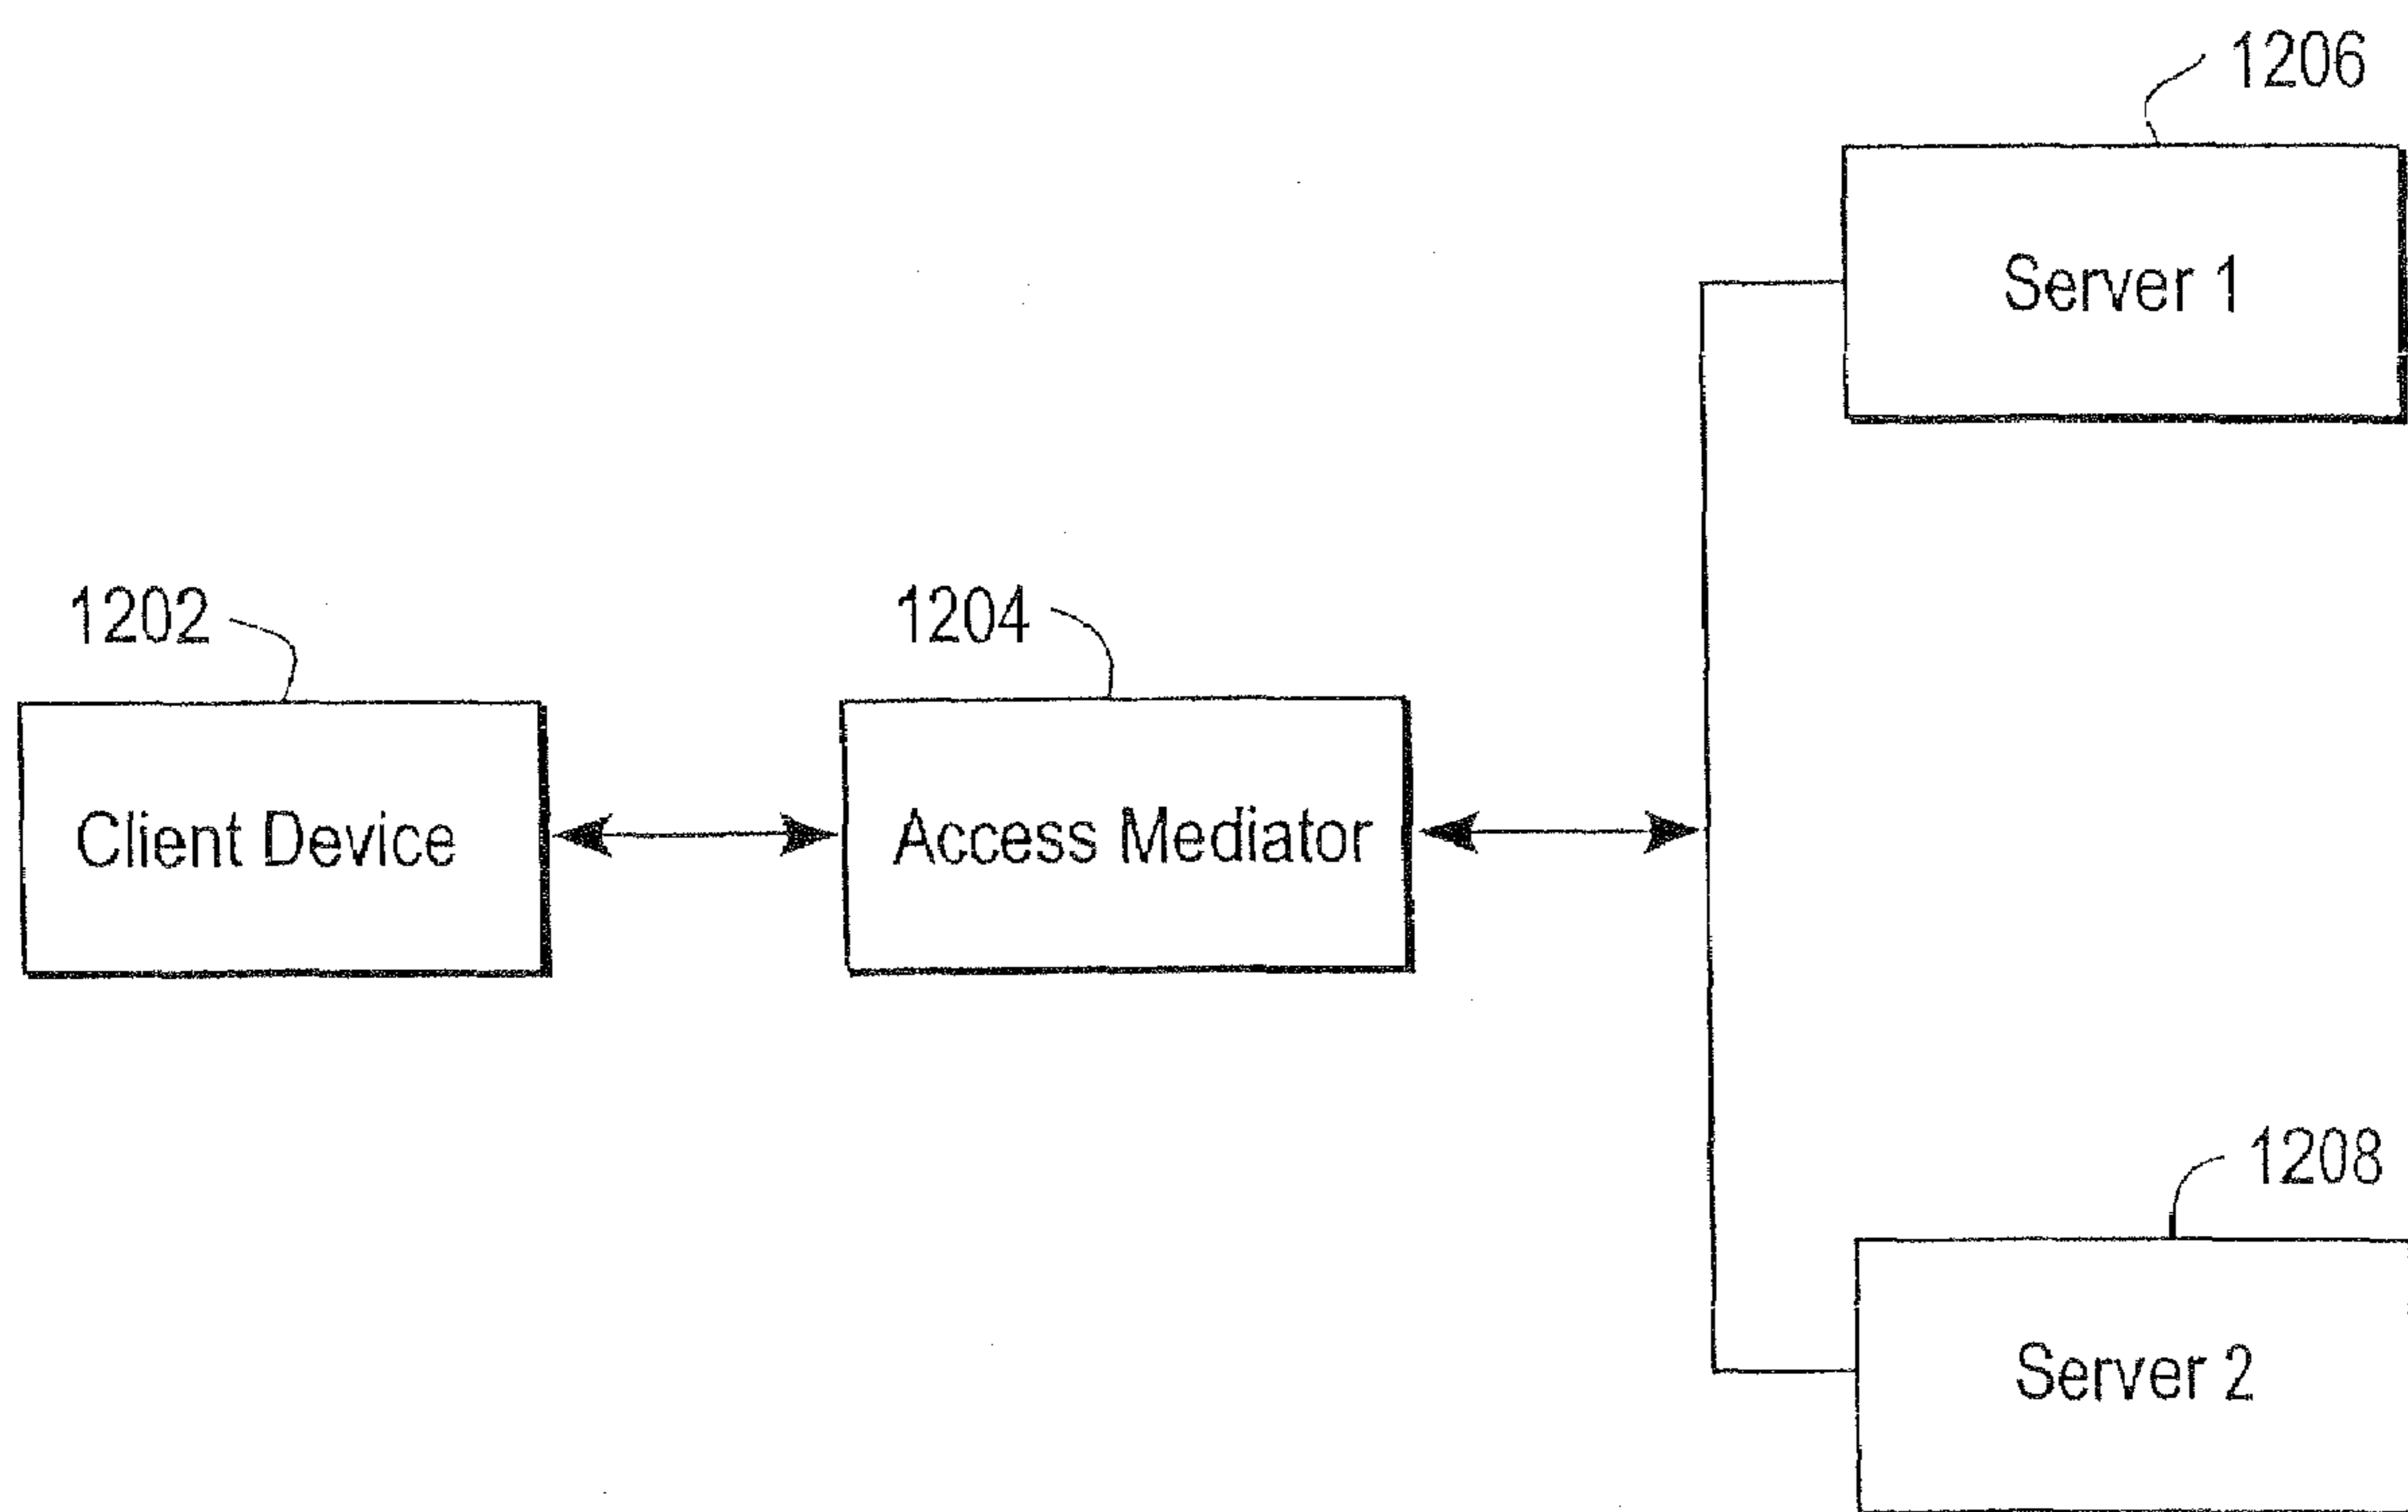 1206
Server 1
1202
1204
Client Device
Access Mediator
1208
Server 2